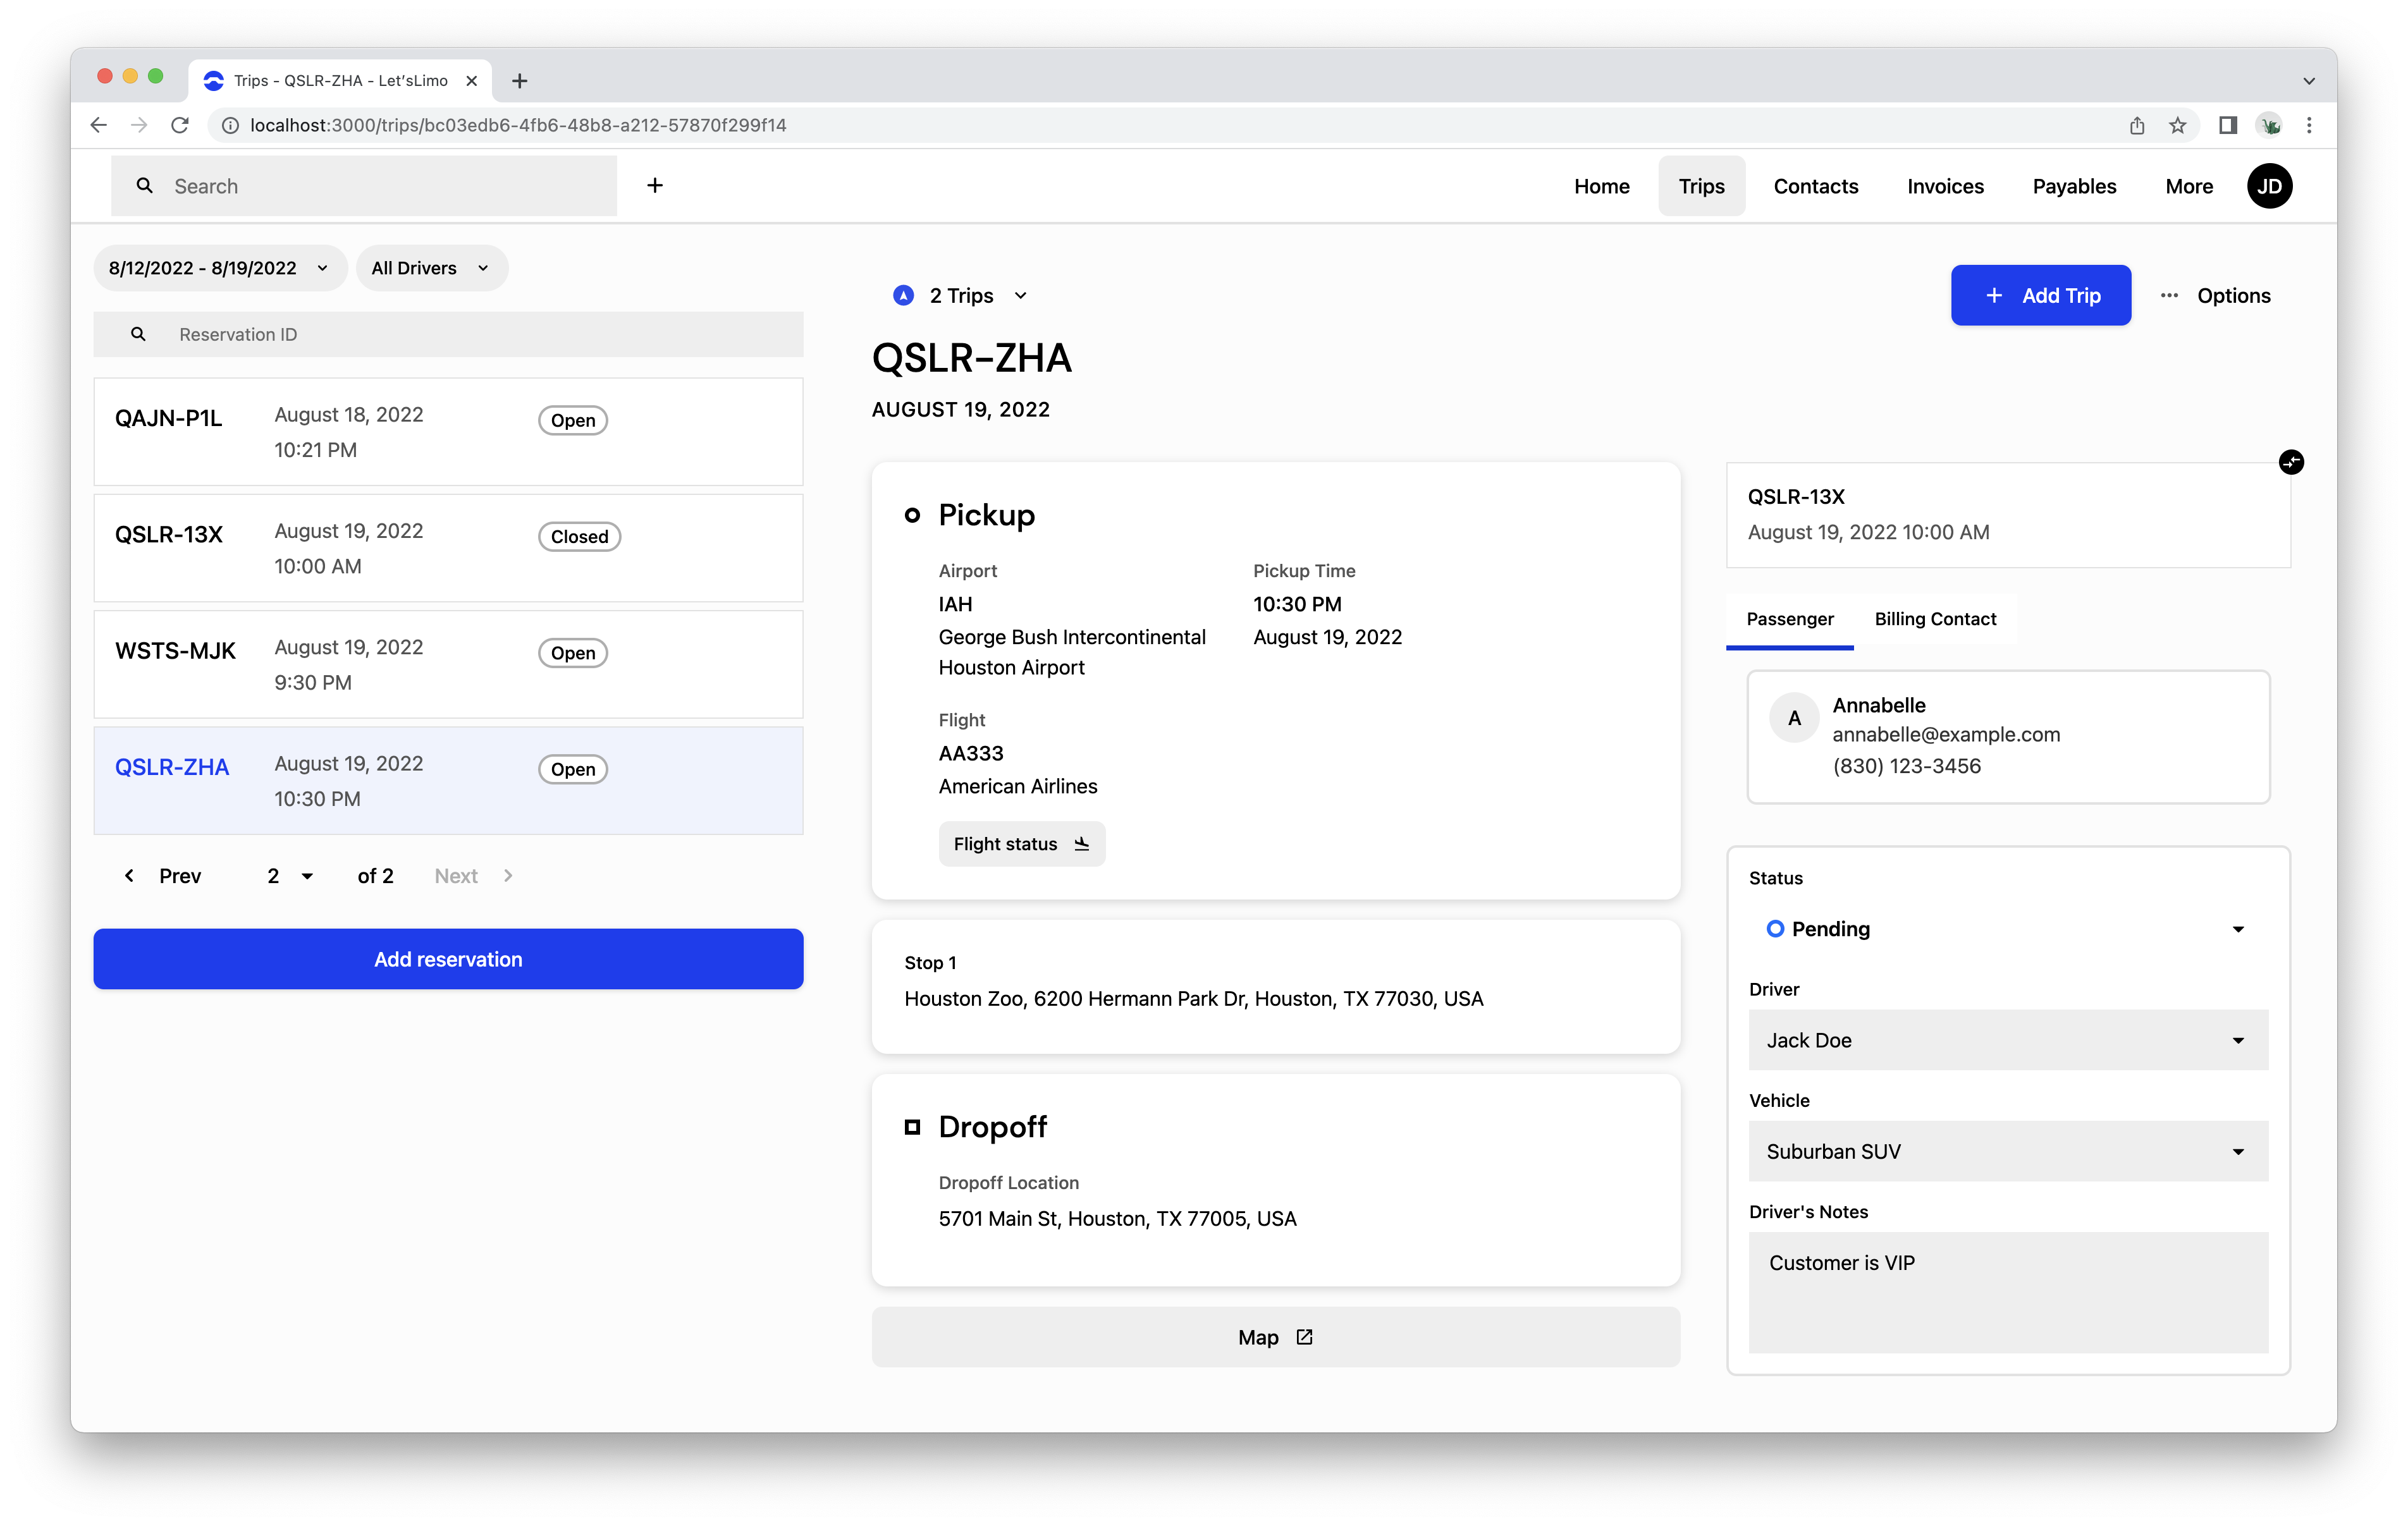 Trips - QSLR-ZHA - Let'sLimo
localhost:3000/trips/bc03edb6-4fb6-48b8-a212-57870f299f14
Search
Home
Trips
Contacts
Invoices
Payables
More
JD
8/12/2022 - 8/19/2022
All Drivers
Reservation ID
QAJN-P1L
August 18, 2022
10:21 PM
Open
QSLR-13X
August 19, 2022
10:00 AM
Closed
WSTS-MJK
August 19, 2022
9:30 PM
Open
QSLR-ZHA
August 19, 2022
10:30 PM
Open
Prev
2
of 2
Next
Add reservation
2 Trips
Add Trip
Options
QSLR-ZHA
AUGUST 19, 2022
Pickup
Airport
IAH
George Bush Intercontinental
Houston Airport
Pickup Time
10:30 PM
August 19, 2022
Flight
AA333
American Airlines
Flight status
Stop 1
Houston Zoo, 6200 Hermann Park Dr, Houston, TX 77030, USA
Dropoff
Dropoff Location
5701 Main St, Houston, TX 77005, USA
Map
QSLR-13X
August 19, 2022 10:00 AM
Passenger
Billing Contact
A
Annabelle
annabelle@example.com
(830) 123-3456
Status
Pending
Driver
Jack Doe
Vehicle
Suburban SUV
Driver's Notes
Customer is VIP